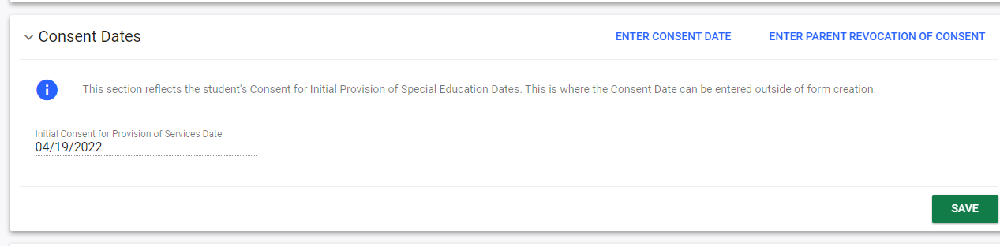 Consent Dates
ENTER CONSENT DATE
ENTER PARENT REVOCATION OF CONSENT
This section reflects the student's Consent for Initial Provision of Special Education Dates. This is where the Consent Date can be entered outside of form creation.
Initial Consent for Provision of Services Date
04/19/2022
SAVE